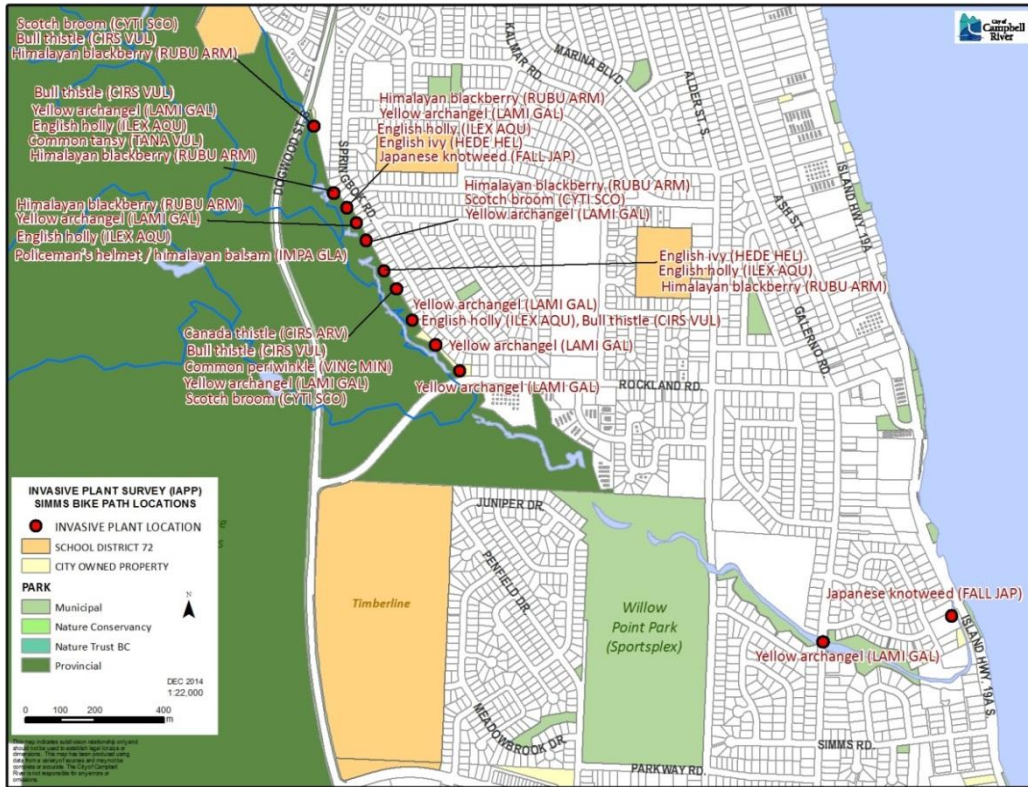 City of
Campbell
River
Scotch broom (CYTI SCO)
Bull thistle (CIRS VUL)
Himalayan blackberry (RUBU ARM)
Bull thistle (CIRS VUL)
Yellow archangel (LAMI GAL)
English holly (ILEX AQU)
Common tansy (TANA VUL)
Himalayan blackberry (RUBU ARM)
Himalayan blackberry (RUBU ARM)
Yellow archangel (LAMI GAL)
English holly (ILEX AQU)
English ivy (HEDE HEL)
Japanese knotweed (FALL JAP)
Himalayan blackberry (RUBU ARM)
Scotch broom (CYTI SCO)
Yellow archangel (LAMI GAL)
Himalayan blackberry (RUBU ARM)
Yellow archangel (LAMI GAL)
English holly (ILEX AQU)
Policeman's helmet / himalayan balsam (IMPA GLA)
English ivy (HEDE HEL)
English holly (ILEX AQU)
Himalayan blackberry (RUBU ARM)
Yellow archangel (LAMI GAL)
English holly (ILEX AQU), Bull thistle (CIRS VUL)
Yellow archangel (LAMI GAL)
Yellow archangel (LAMI GAL)
Canada thistle (CIRS ARV)
Bull thistle (CIRS VUL)
Common periwinkle (VINC MIN)
Yellow archangel (LAMI GAL)
Scotch broom (CYTI SCO)
Japanese knotweed (FALL JAP)
Yellow archangel (LAMI GAL)
DOGWOOD ST. S
SPRINGBOK RD.
KALMAR RD
MARINA BLVD
ALDER ST. S
ASH ST.
GALERNO RD
ISLAND HWY. 19A
ROCKLAND RD.
JUNIPER DR.
PENFIELD DR.
MEADOWBROOK DR.
PARKWAY RD.
SIMMS RD.
ISLAND HWY. 19A S
Timberline
Willow
Point Park
(Sportsplex)
INVASIVE PLANT SURVEY (IAPP)
SIMMS BIKE PATH LOCATIONS
INVASIVE PLANT LOCATION
SCHOOL DISTRICT 72
CITY OWNED PROPERTY
PARK
Municipal
Nature Conservancy
Nature Trust BC
Provincial
N
DEC 2014
1:22,000
0 100 200 400
m